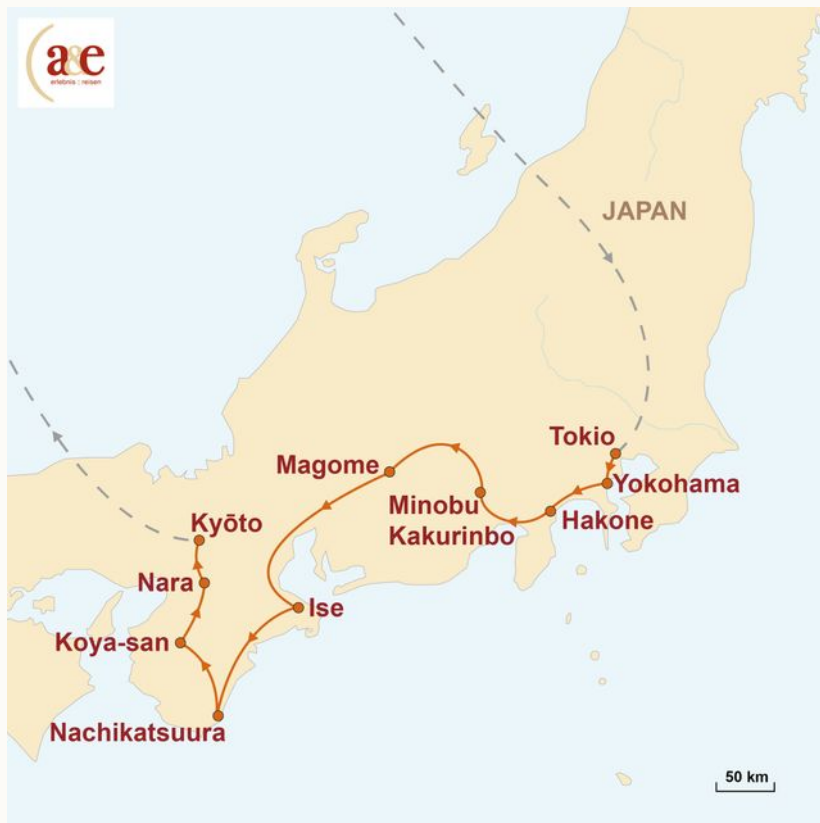 a&e
erlebnis : reisen
JAPAN
Tokio
Yokohama
Hakone
Minobu
Kakurinbo
Magome
Ise
Nachikatsuura
Koya-san
Nara
Kyōto
50 km